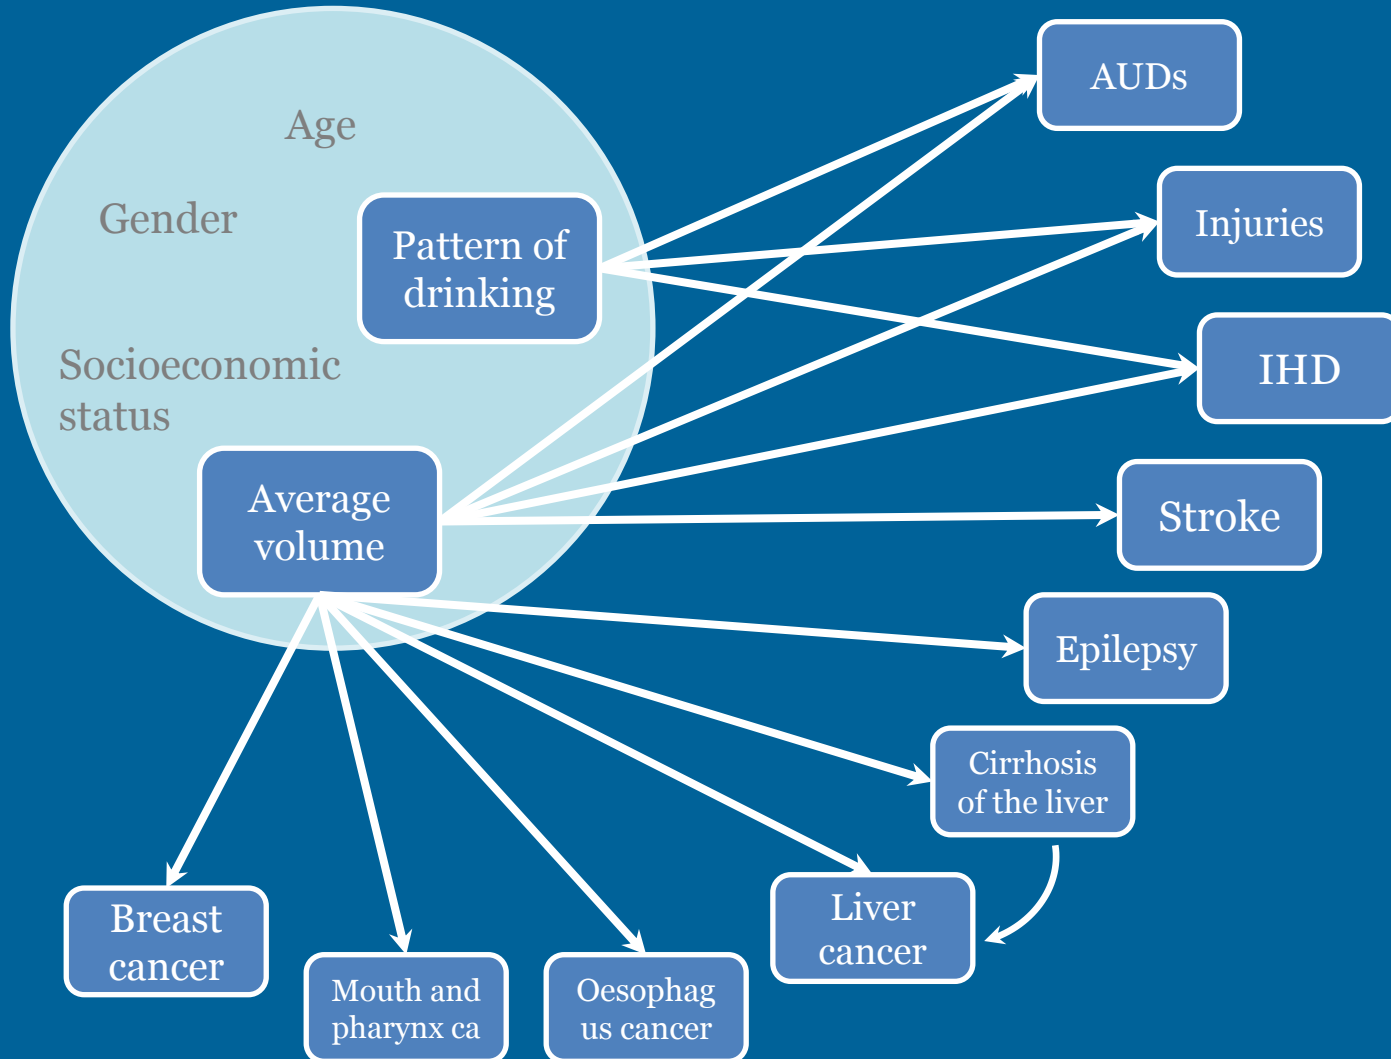 Age
Gender
Pattern of
drinking
Socioeconomic
status
Average
volume
AUDs
Injuries
IHD
Stroke
Epilepsy
Cirrhosis
of the liver
Liver
cancer
Oesophag
us cancer
Mouth and
pharynx ca
Breast
cancer